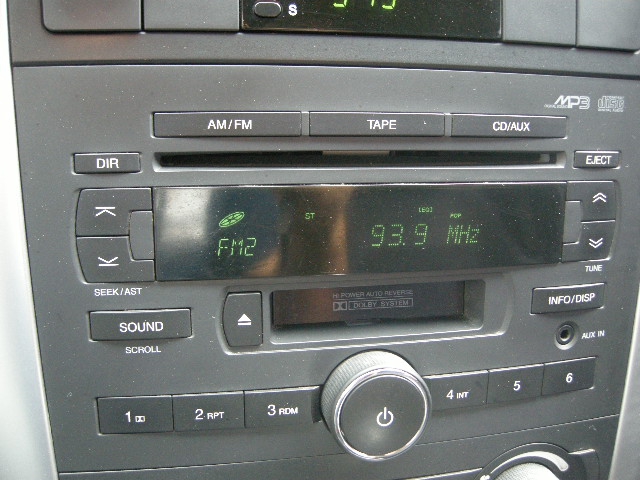 S
MP3
AM/FM TAPE CD/AUX
DIR EJECT
ST POP
FM2 93.9 MHz
SEEK/AST TUNE
HI POWER AUTO REVERSE
DOLBY SYSTEM
INFO/DISP
SOUND
SCROLL
AUX IN
1 2 RPT 3 RDM 4 INT 5 6